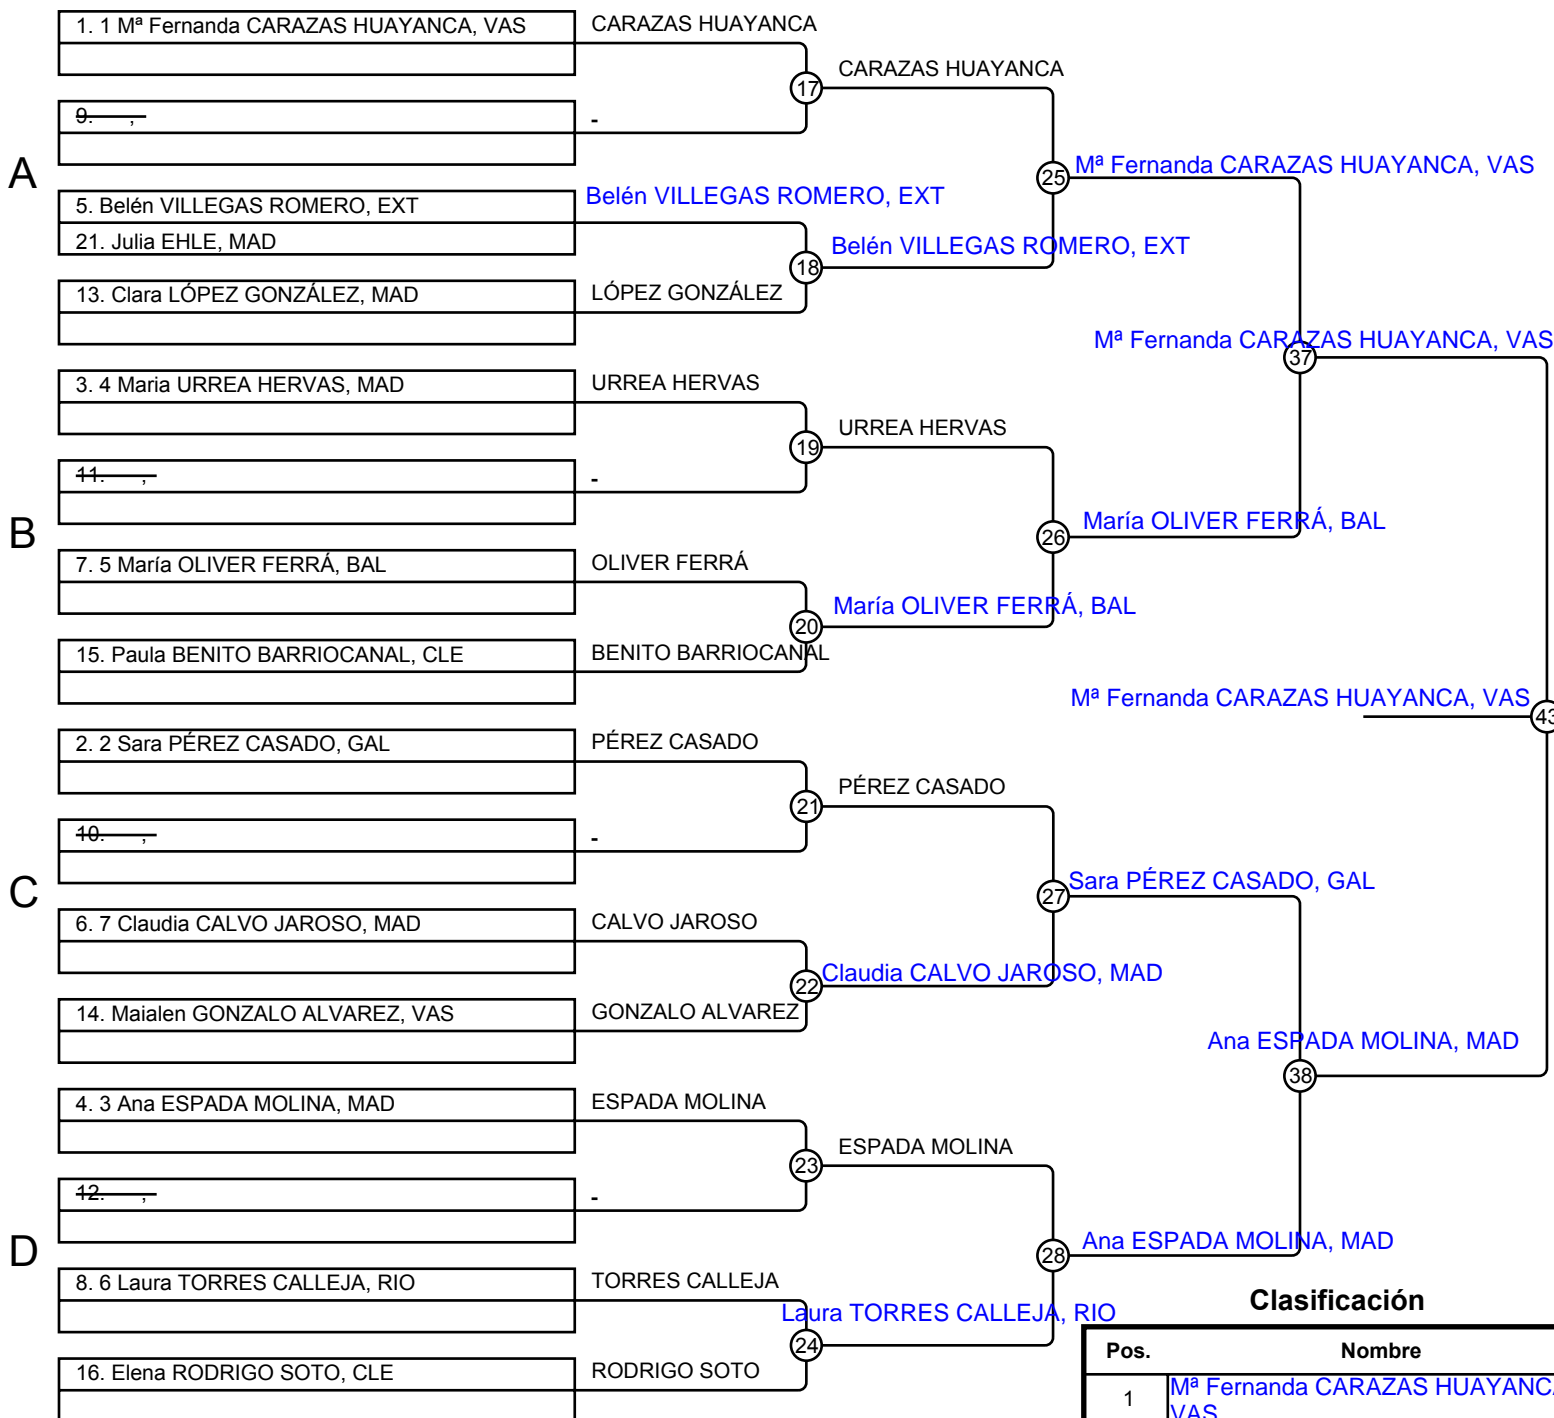 1. 1 Mª Fernanda CARAZAS HUAYANCA, VAS
CARAZAS HUAYANCA
17
CARAZAS HUAYANCA
9. ,
-
A
25
Mª Fernanda CARAZAS HUAYANCA, VAS
5. Belén VILLEGAS ROMERO, EXT
Belén VILLEGAS ROMERO, EXT
21. Julia EHLE, MAD
18
Belén VILLEGAS ROMERO, EXT
13. Clara LÓPEZ GONZÁLEZ, MAD
LÓPEZ GONZÁLEZ
Mª Fernanda CARAZAS HUAYANCA, VAS
37
3. 4 Maria URREA HERVAS, MAD
URREA HERVAS
19
URREA HERVAS
11. ,
-
B
26
María OLIVER FERRÁ, BAL
7. 5 María OLIVER FERRÁ, BAL
OLIVER FERRÁ
20
María OLIVER FERRÁ, BAL
15. Paula BENITO BARRIOCANAL, CLE
BENITO BARRIOCANAL
Mª Fernanda CARAZAS HUAYANCA, VAS
43
2. 2 Sara PÉREZ CASADO, GAL
PÉREZ CASADO
21
PÉREZ CASADO
10. ,
-
C
27
Sara PÉREZ CASADO, GAL
6. 7 Claudia CALVO JAROSO, MAD
CALVO JAROSO
22
Claudia CALVO JAROSO, MAD
14. Maialen GONZALO ALVAREZ, VAS
GONZALO ALVAREZ
Ana ESPADA MOLINA, MAD
38
4. 3 Ana ESPADA MOLINA, MAD
ESPADA MOLINA
23
ESPADA MOLINA
12. ,
-
D
28
Ana ESPADA MOLINA, MAD
8. 6 Laura TORRES CALLEJA, RIO
TORRES CALLEJA
24
Laura TORRES CALLEJA, RIO
16. Elena RODRIGO SOTO, CLE
RODRIGO SOTO
Clasificación
Pos. Nombre
1 Mª Fernanda CARAZAS HUAYANCA
VAS